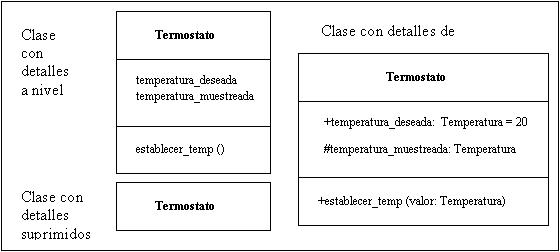 Clase
con
detalles
a nivel
Termostato
temperatura_deseada
temperatura_muestreada
establecer_temp ()
Clase con
detalles
suprimidos
Termostato
Clase con detalles de
Termostato
+temperatura_deseada: Temperatura = 20
#temperatura_muestreada: Temperatura
+establecer_temp (valor: Temperatura)